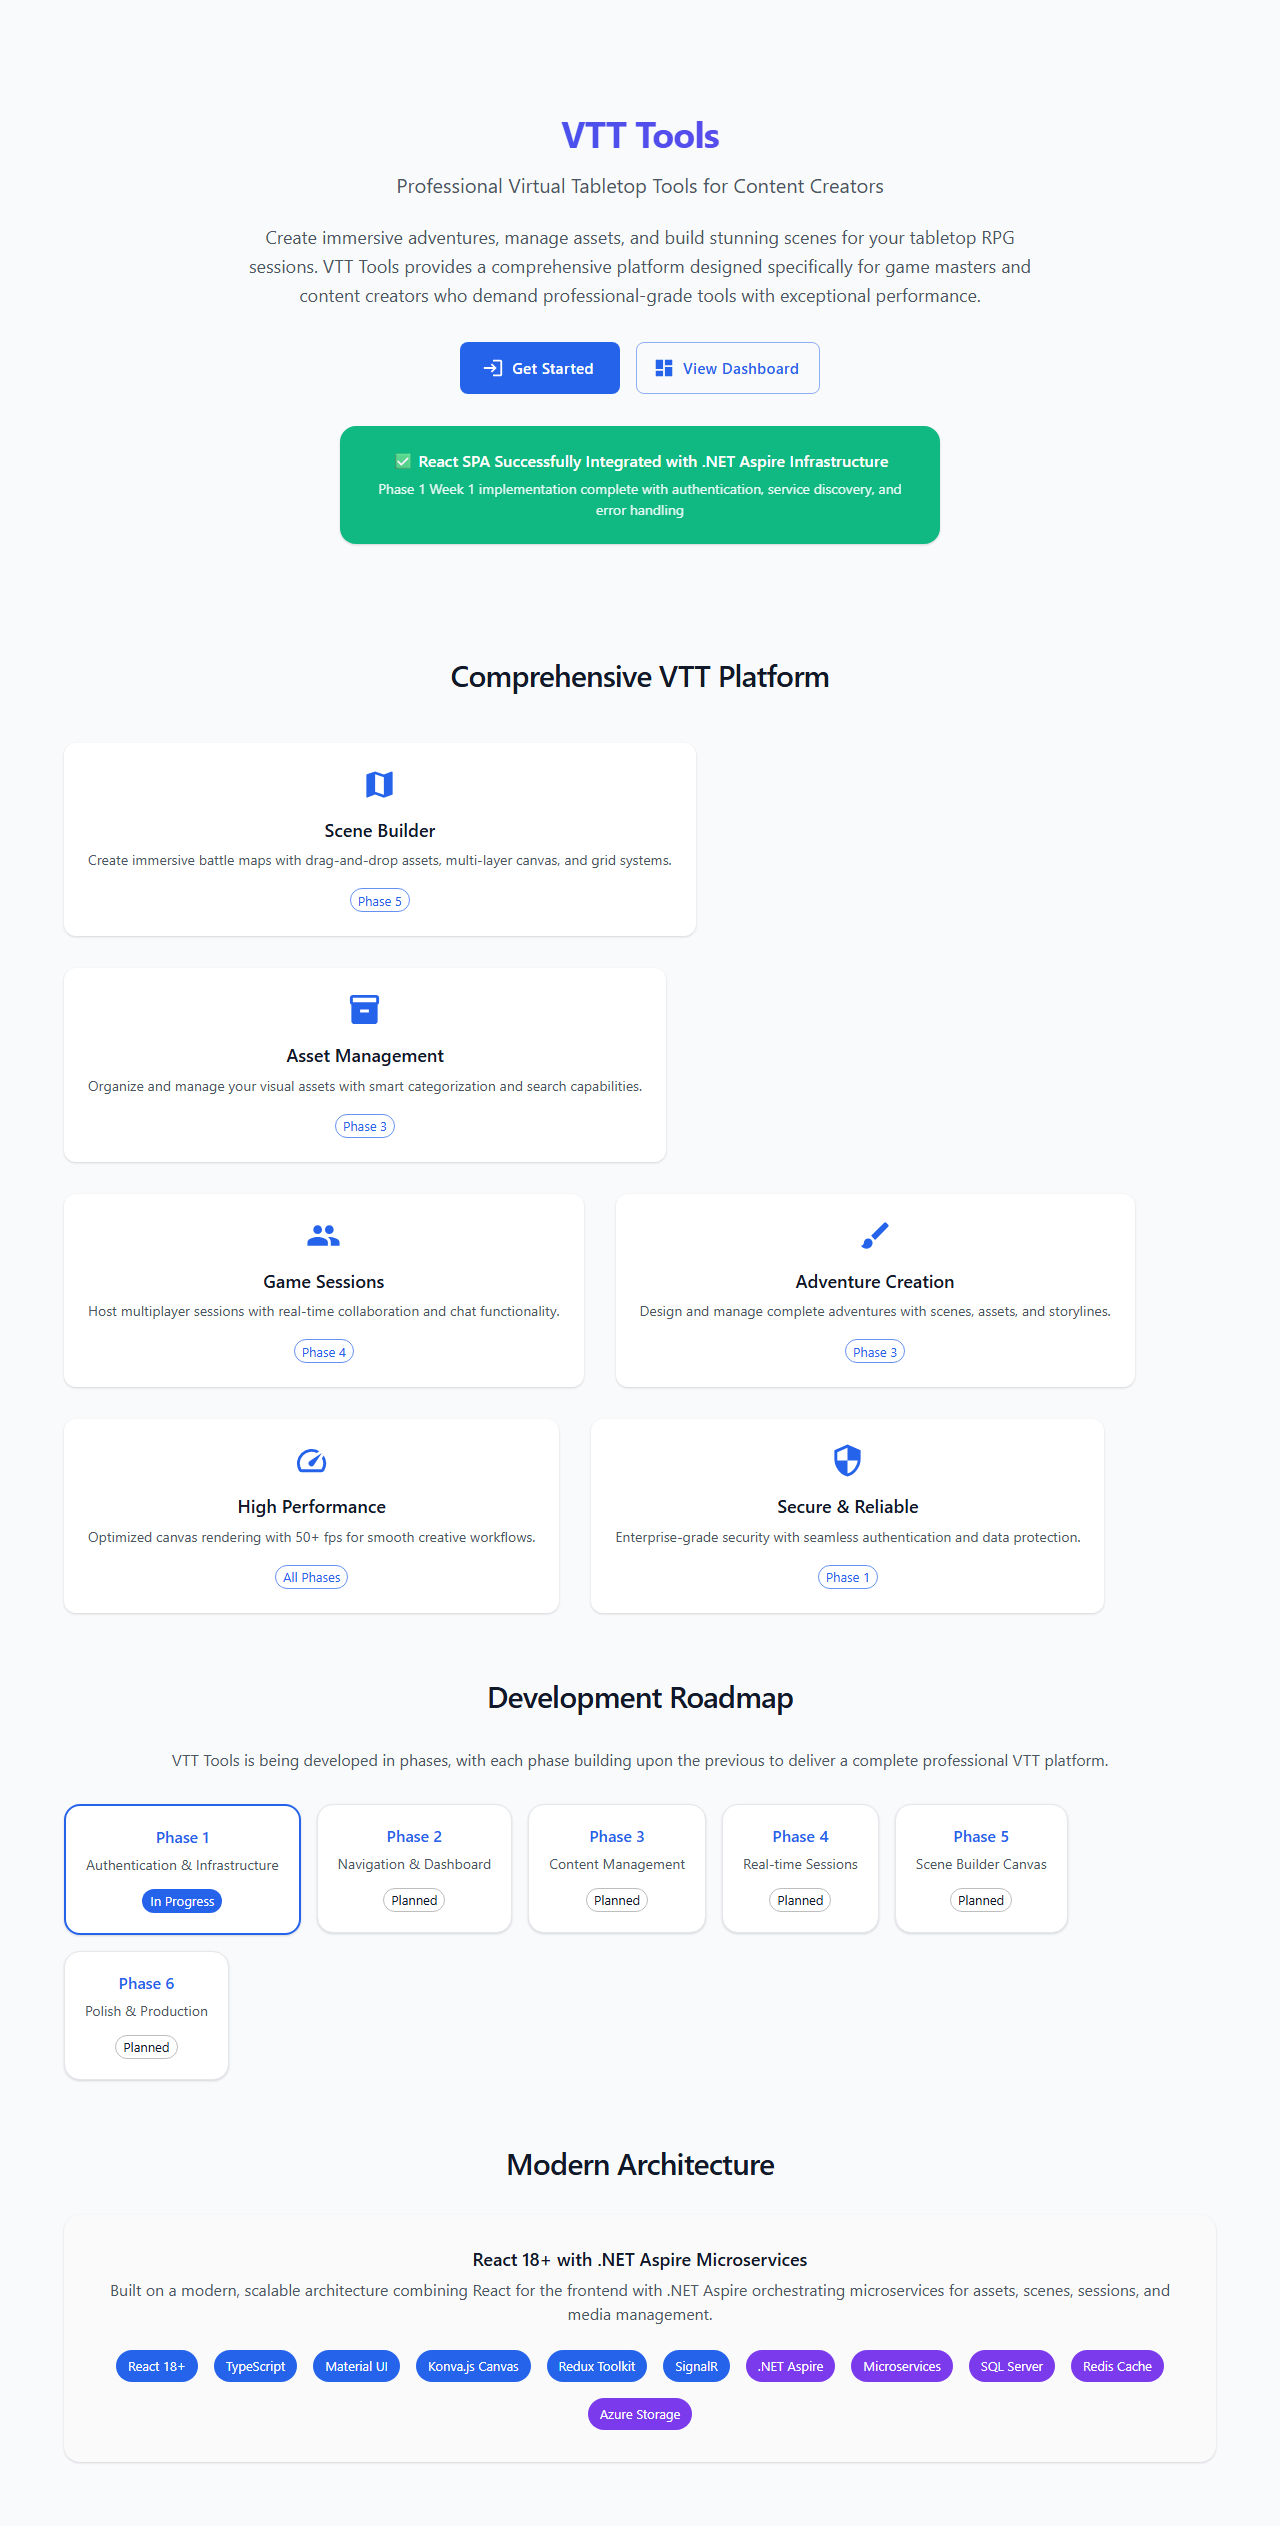 VTT Tools
Professional Virtual Tabletop Tools for Content Creators
Create immersive adventures, manage assets, and build stunning scenes for your tabletop RPG
sessions. VTT Tools provides a comprehensive platform designed specifically for game masters and
content creators who demand professional-grade tools with exceptional performance.
Get Started
View Dashboard
✅ React SPA Successfully Integrated with .NET Aspire Infrastructure
Phase 1 Week 1 implementation complete with authentication, service discovery, and
error handling
Comprehensive VTT Platform
Scene Builder
Create immersive battle maps with drag-and-drop assets, multi-layer canvas, and grid systems.
Phase 5
Asset Management
Organize and manage your visual assets with smart categorization and search capabilities.
Phase 3
Game Sessions
Host multiplayer sessions with real-time collaboration and chat functionality.
Phase 4
Adventure Creation
Design and manage complete adventures with scenes, assets, and storylines.
Phase 3
High Performance
Optimized canvas rendering with 50+ fps for smooth creative workflows.
All Phases
Secure & Reliable
Enterprise-grade security with seamless authentication and data protection.
Phase 1
Development Roadmap
VTT Tools is being developed in phases, with each phase building upon the previous to deliver a complete professional VTT platform.
Phase 1
Authentication & Infrastructure
In Progress
Phase 2
Navigation & Dashboard
Planned
Phase 3
Content Management
Planned
Phase 4
Real-time Sessions
Planned
Phase 5
Scene Builder Canvas
Planned
Phase 6
Polish & Production
Planned
Modern Architecture
React 18+ with .NET Aspire Microservices
Built on a modern, scalable architecture combining React for the frontend with .NET Aspire orchestrating microservices for assets, scenes, sessions, and
media management.
React 18+
TypeScript
Material UI
Konva.js Canvas
Redux Toolkit
SignalR
.NET Aspire
Microservices
SQL Server
Redis Cache
Azure Storage